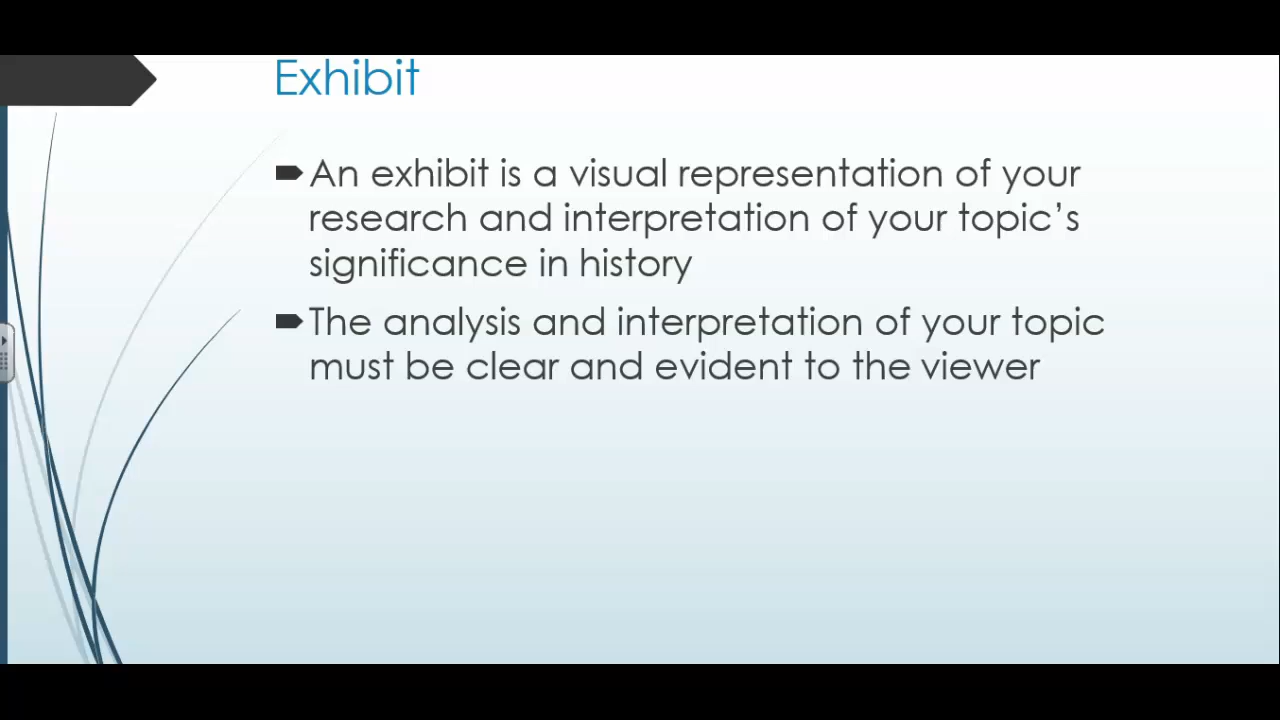 Exhibit
An exhibit is a visual representation of your
research and interpretation of your topic’s
significance in history
The analysis and interpretation of your topic
must be clear and evident to the viewer